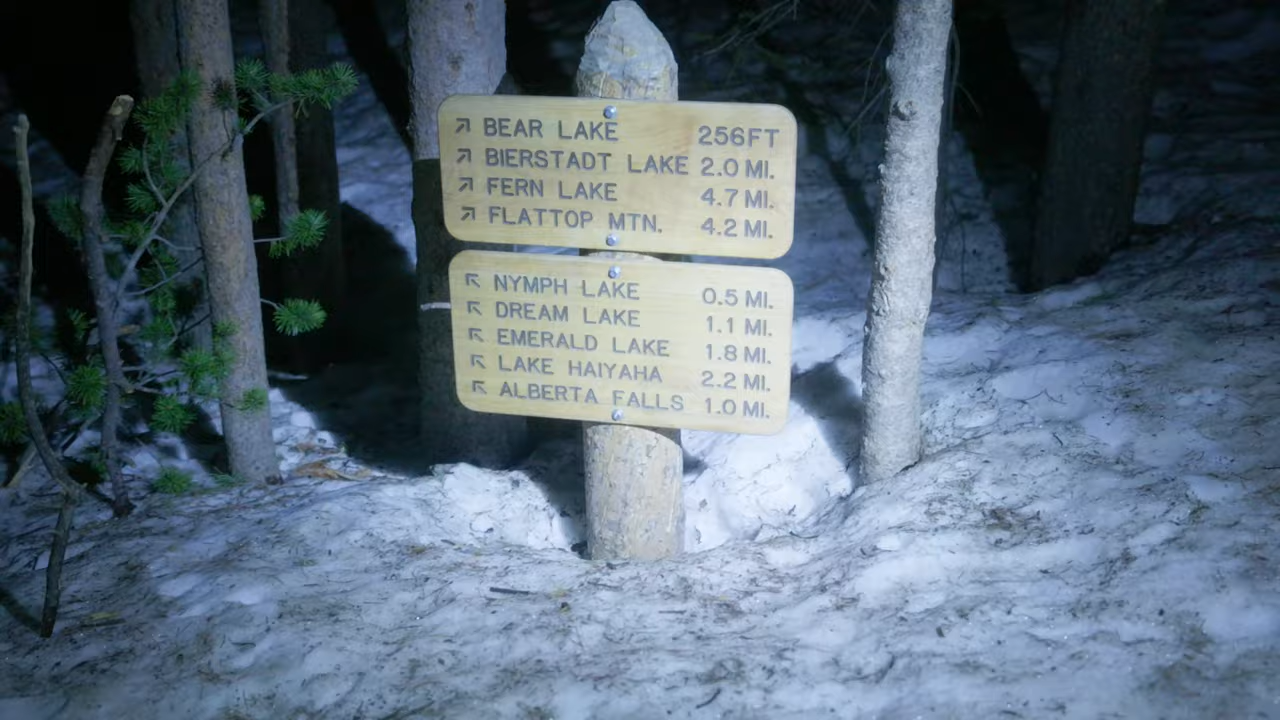 ↗ BEAR LAKE 256FT
↗ BIERSTADT LAKE 2.0 MI.
↗ FERN LAKE 4.7 MI.
↗ FLATTOP MTN. 4.2 MI.
↖ NYMPH LAKE 0.5 MI.
↖ DREAM LAKE 1.1 MI.
↖ EMERALD LAKE 1.8 MI.
↖ LAKE HAIYAHA 2.2 MI.
↖ ALBERTA FALLS 1.0 MI.